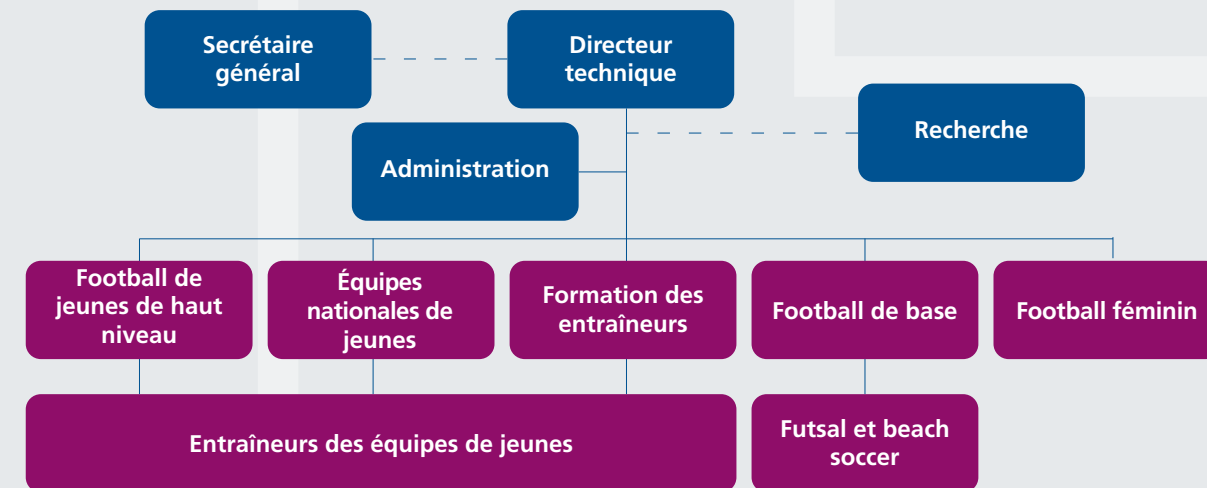 Secrétaire
général
Directeur
technique
Recherche
Administration
Football de
jeunes de haut
niveau
Équipes
nationales de
jeunes
Formation des
entraîneurs
Football de base
Football féminin
Entraîneurs des équipes de jeunes
Futsal et beach
soccer